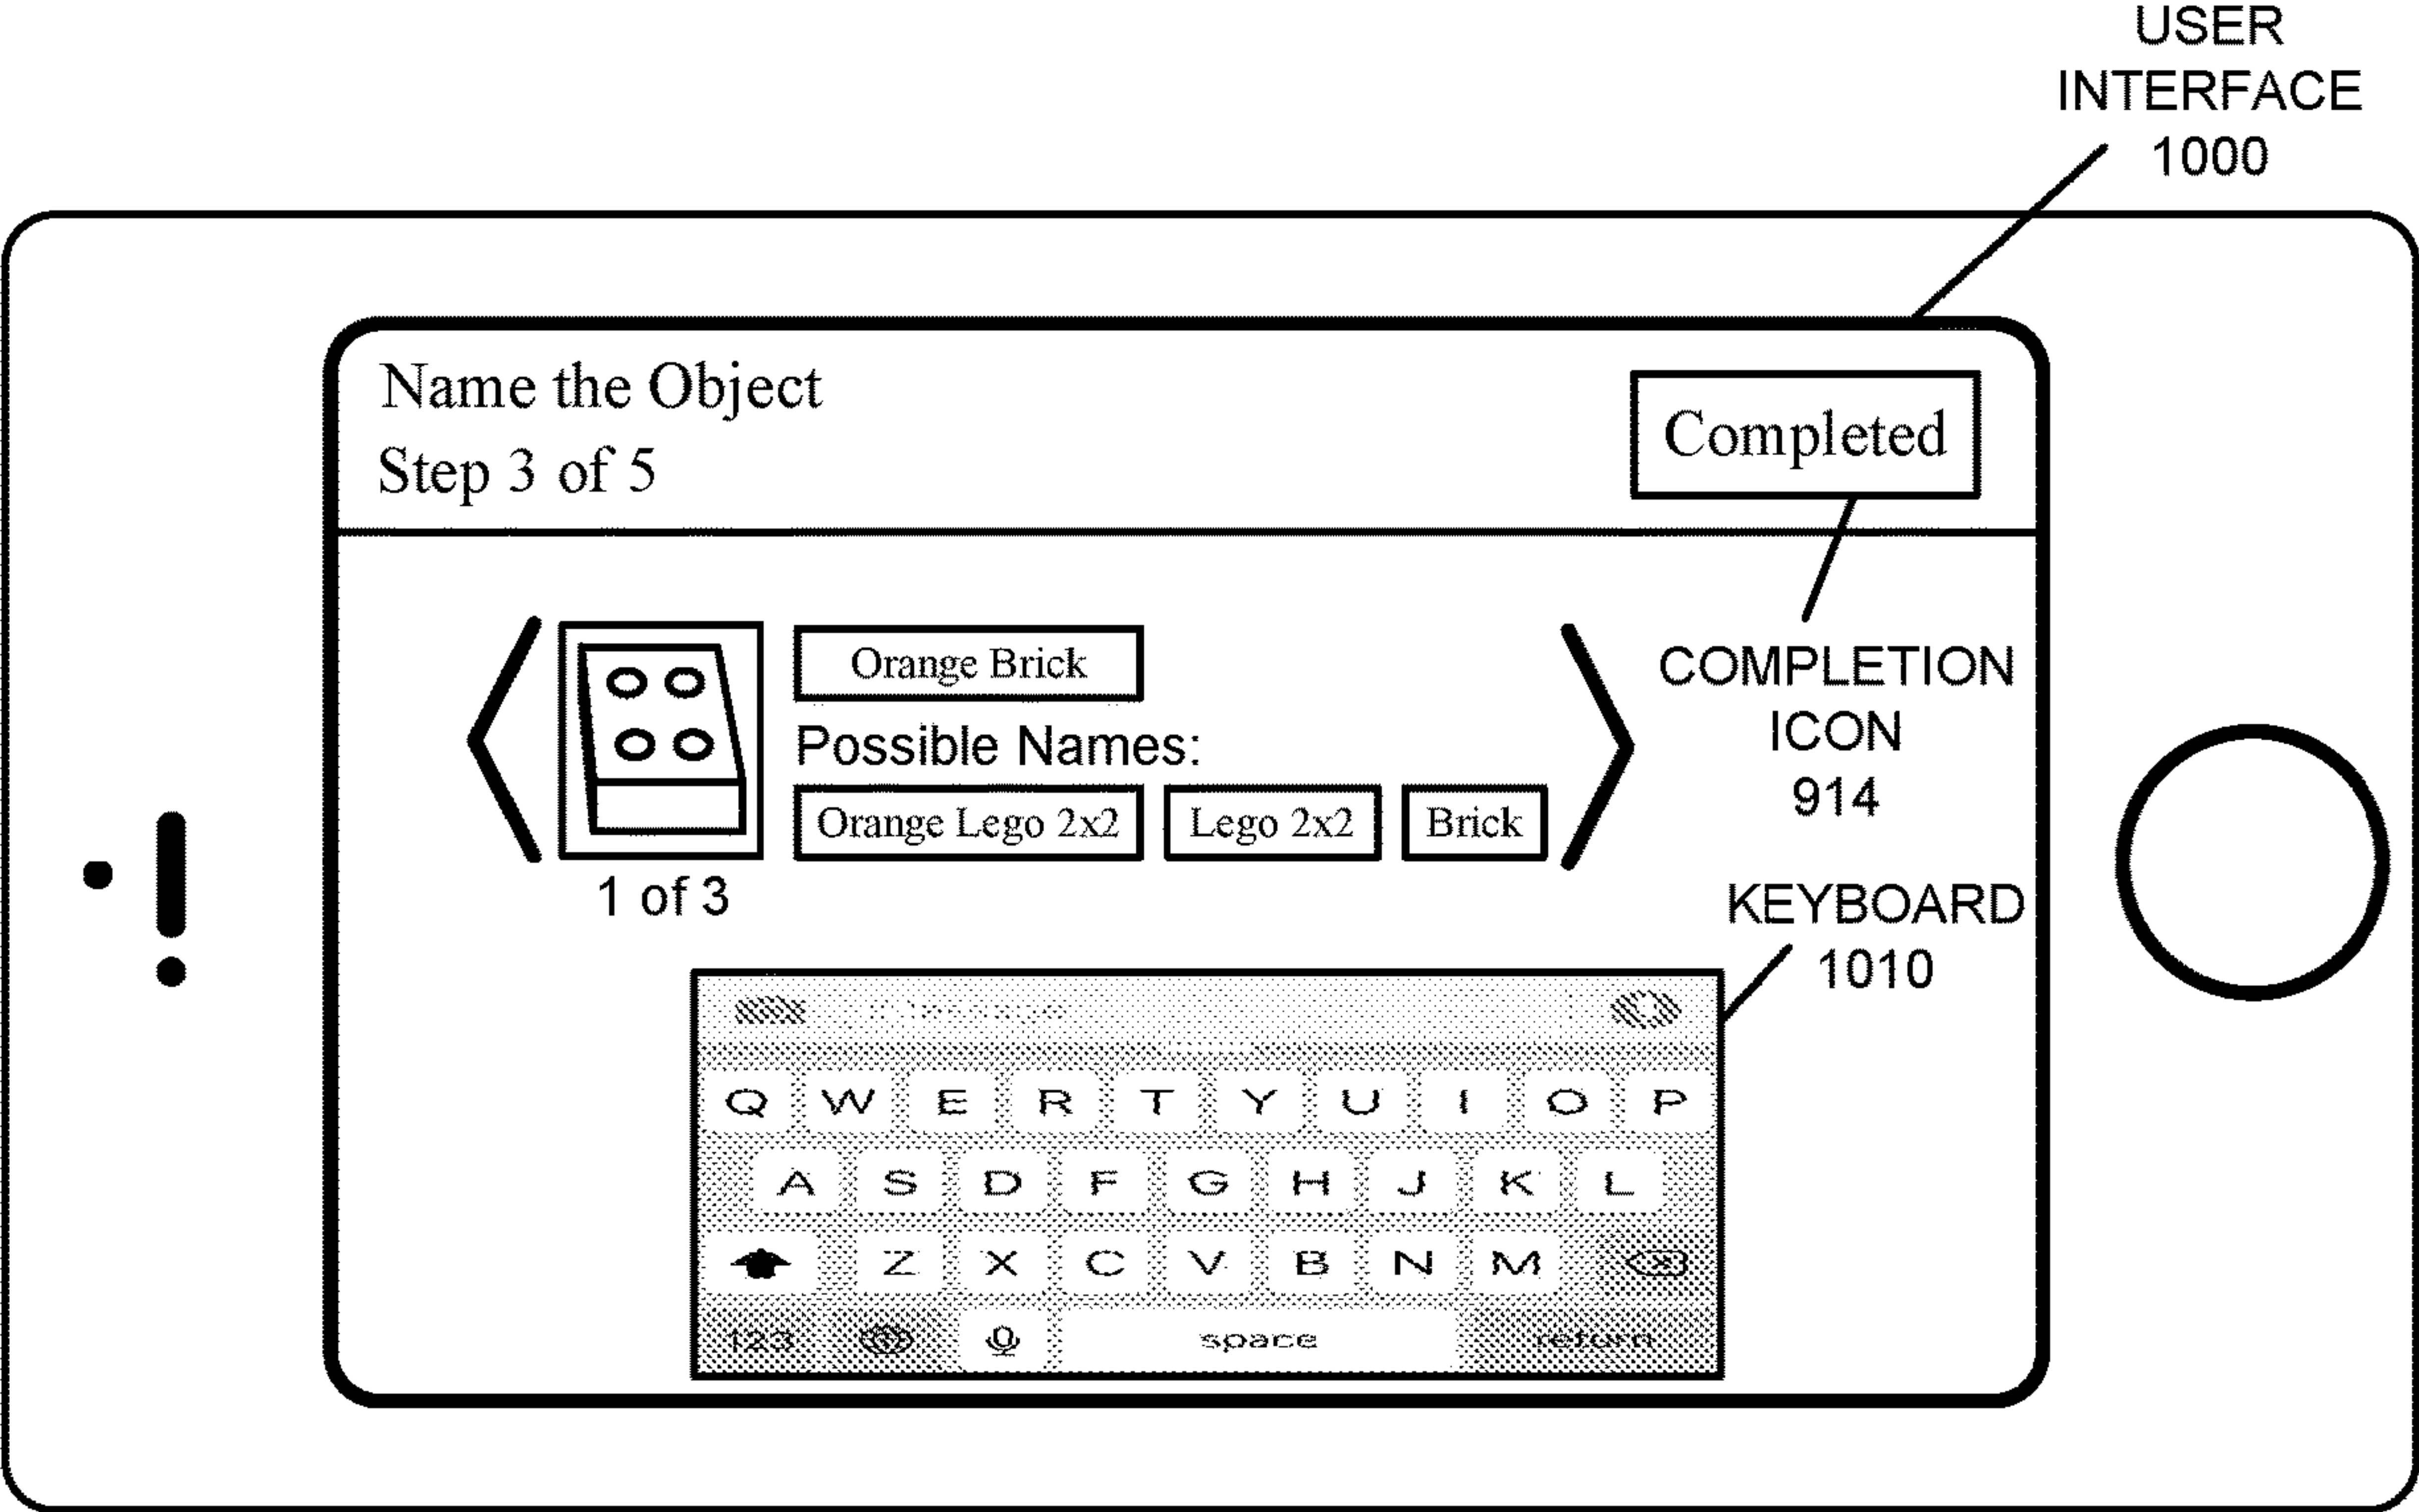 USER
INTERFACE
1000
Name the Object
Step 3 of 5
Completed
Orange Brick
Possible Names:
Orange Lego 2x2
Lego 2x2
Brick
1 of 3
COMPLETION
ICON
914
KEYBOARD
1010
Q W E R T Y U I O P
A S D F G H J K L
Z X C V B N M
123 space return